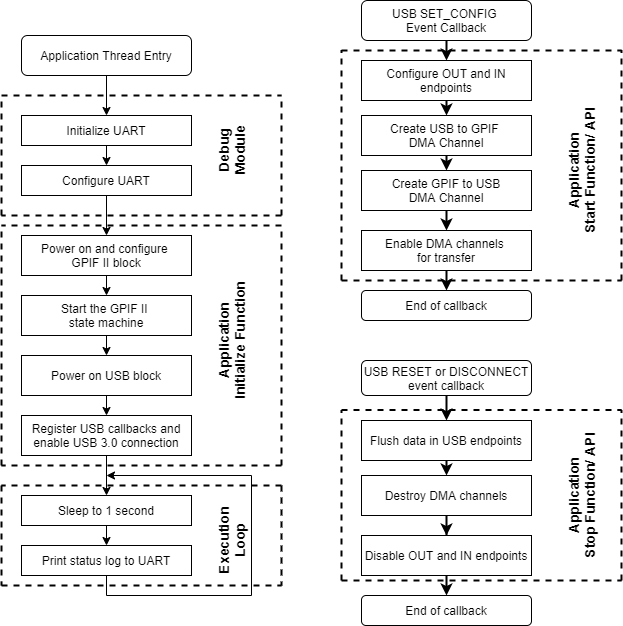 Application Thread Entry
Initialize UART
Configure UART
Debug
Module
Power on and configure
GPIF II block
Start the GPIF II
state machine
Power on USB block
Register USB callbacks and
enable USB 3.0 connection
Application
Initialize Function
Sleep to 1 second
Print status log to UART
Execution
Loop
USB SET_CONFIG
Event Callback
Configure OUT and IN
endpoints
Create USB to GPIF
DMA Channel
Create GPIF to USB
DMA Channel
Enable DMA channels
for transfer
Application
Start Function/ API
End of callback
USB RESET or DISCONNECT
event callback
Flush data in USB endpoints
Destroy DMA channels
Disable OUT and IN endpoints
Application
Stop Function/ API
End of callback